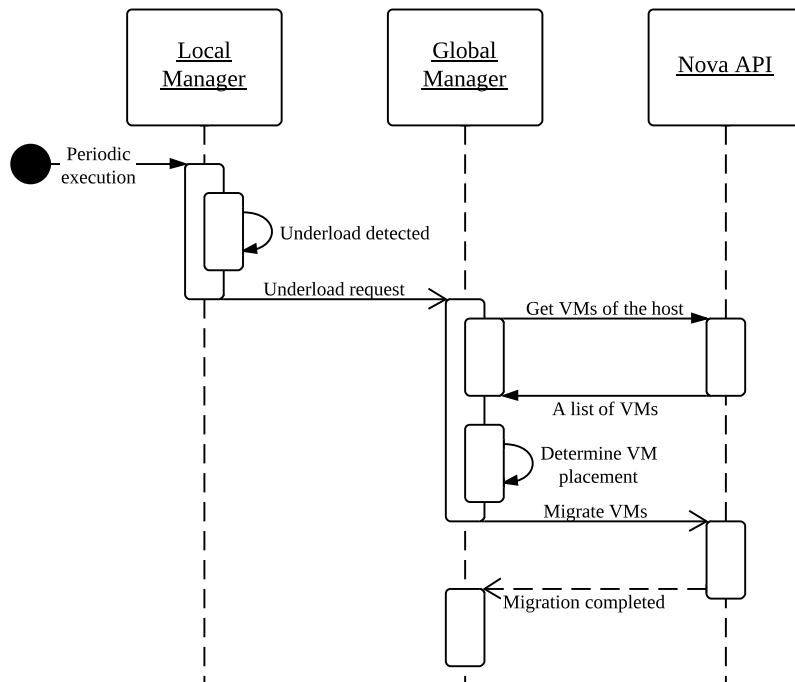 Local
Manager
Global
Manager
Nova API
Periodic
execution
Underload detected
Underload request
Get VMs of the host
A list of VMs
Determine VM
placement
Migrate VMs
Migration completed